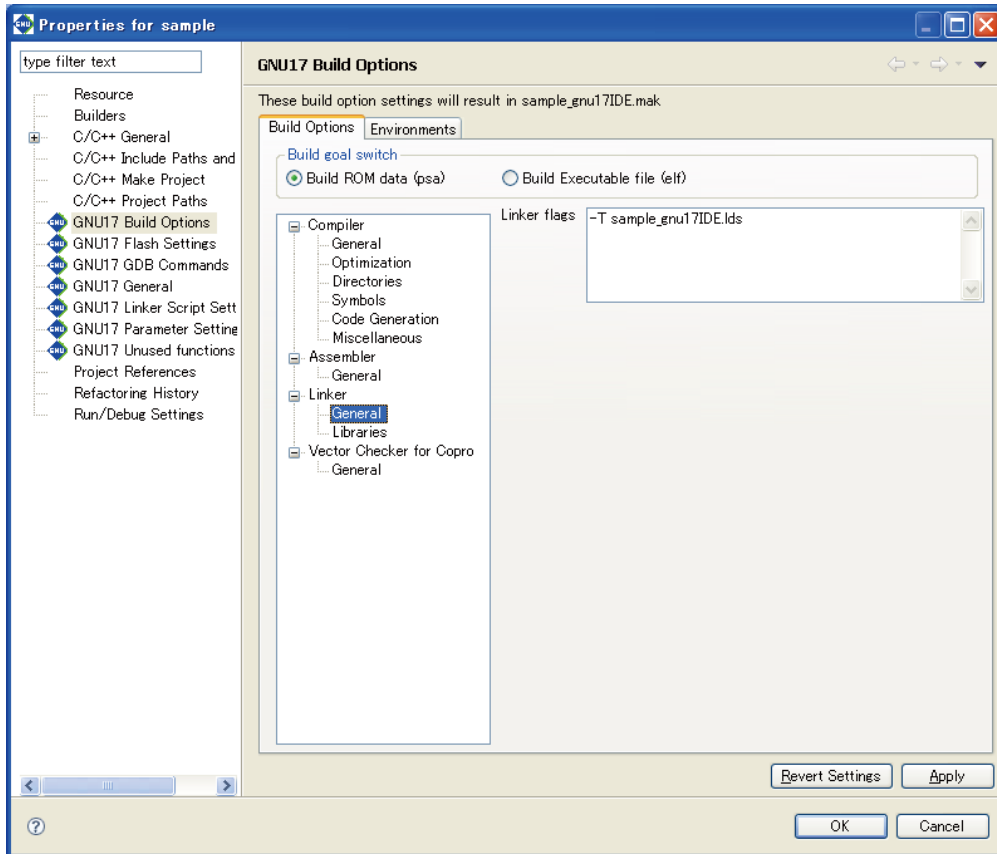 Properties for sample
type filter text
Resource
Builders
C/C++ General
C/C++ Include Paths and
C/C++ Make Project
C/C++ Project Paths
GNU17 Build Options
GNU17 Flash Settings
GNU17 GDB Commands
GNU17 General
GNU17 Linker Script Sett
GNU17 Parameter Setting
GNU17 Unused functions
Project References
Refactoring History
Run/Debug Settings
GNU17 Build Options
These build option settings will result in sample_gnu17IDE.mak
Build Options Environments
Build goal switch
Build ROM data (psa) Build Executable file (elf)
Compiler
General
Optimization
Directories
Symbols
Code Generation
Miscellaneous
Assembler
General
Linker
General
Libraries
Vector Checker for Copro
General
Linker flags -T sample_gnu17IDE.lds
Revert Settings Apply
OK Cancel